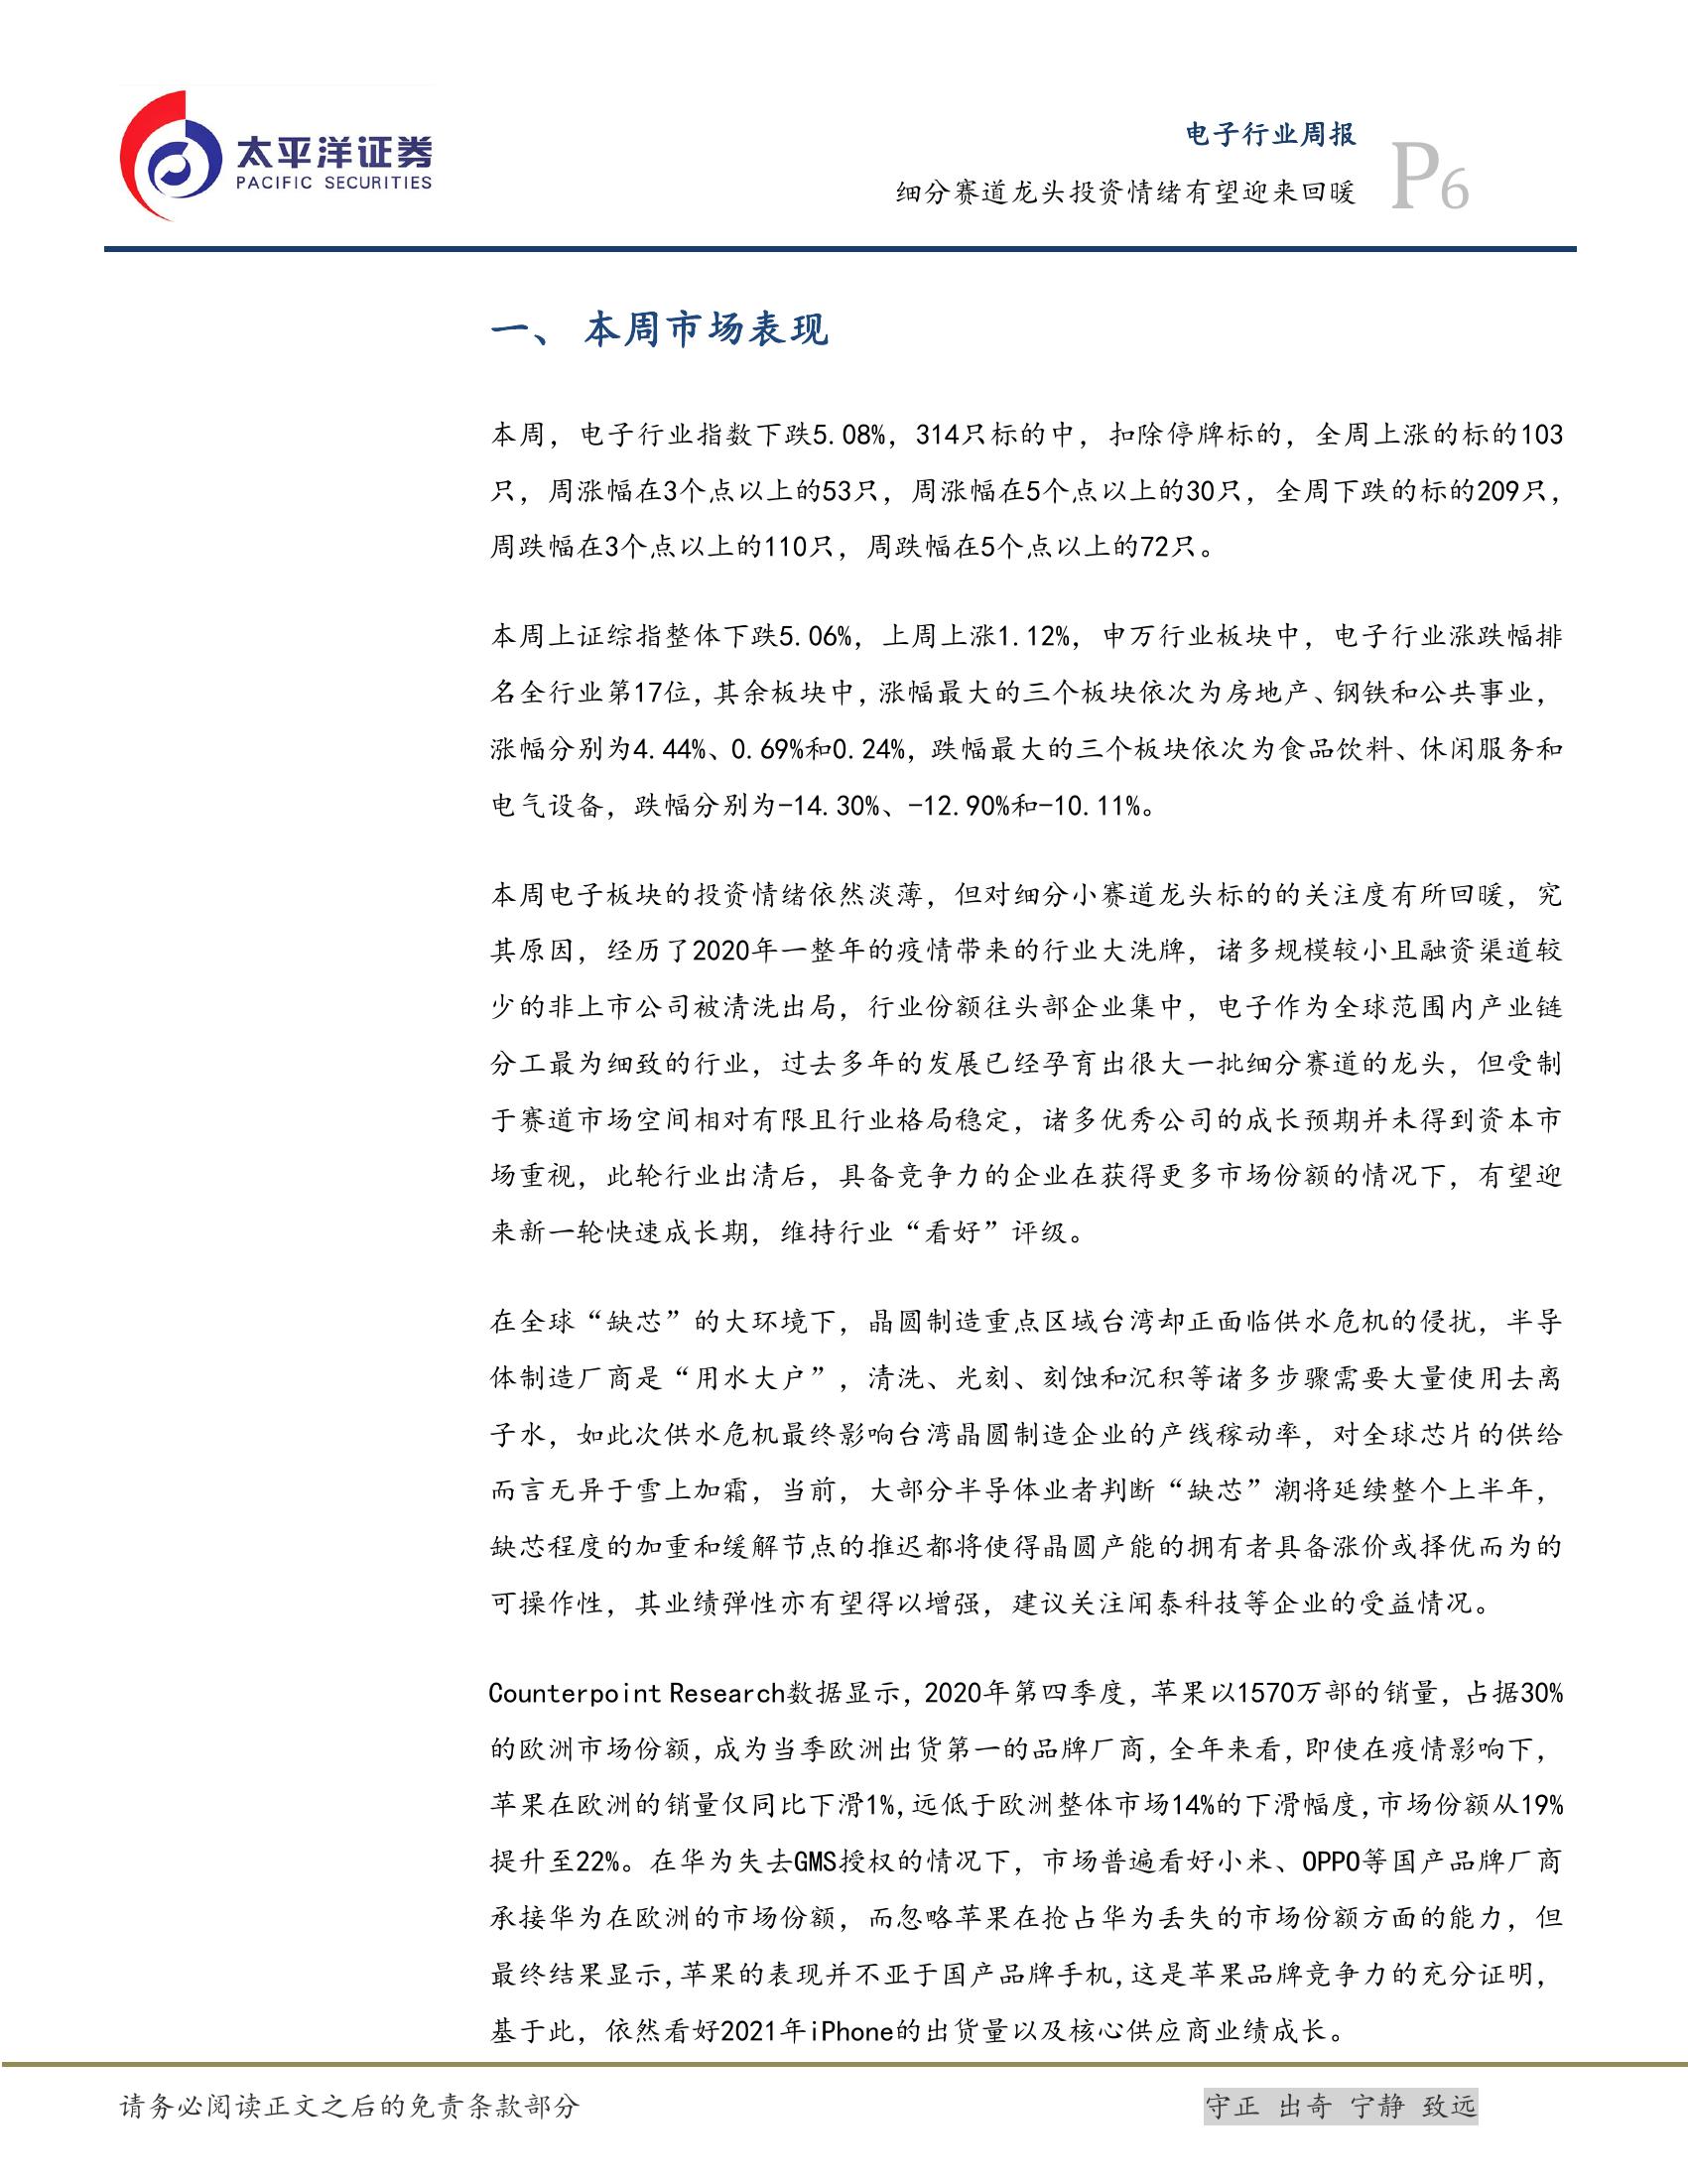 太平洋证券
PACIFIC SECURITIES
电子行业周报
细分赛道龙头投资情绪有望迎来回暖
P6
一、 本周市场表现
本周，电子行业指数下跌5.08%，314只标的中，扣除停牌标的，全周上涨的标的103
只，周涨幅在3个点以上的53只，周涨幅在5个点以上的30只，全周下跌的标的209只，
周跌幅在3个点以上的110只，周跌幅在5个点以上的72只。
本周上证综指整体下跌5.06%，上周上涨1.12%，申万行业板块中，电子行业涨跌幅排
名全行业第17位，其余板块中，涨幅最大的三个板块依次为房地产、钢铁和公共事业，
涨幅分别为4.44%、0.69%和0.24%，跌幅最大的三个板块依次为食品饮料、休闲服务和
电气设备，跌幅分别为-14.30%、-12.90%和-10.11%。
本周电子板块的投资情绪依然淡薄，但对细分小赛道龙头标的的关注度有所回暖，究
其原因，经历了2020年一整年的疫情带来的行业大洗牌，诸多规模较小且融资渠道较
少的非上市公司被清洗出局，行业份额往头部企业集中，电子作为全球范围内产业链
分工最为细致的行业，过去多年的发展已经孕育出很大一批细分赛道的龙头，但受制
于赛道市场空间相对有限且行业格局稳定，诸多优秀公司的成长预期并未得到资本市
场重视，此轮行业出清后，具备竞争力的企业在获得更多市场份额的情况下，有望迎
来新一轮快速成长期，维持行业“看好”评级。
在全球“缺芯”的大环境下，晶圆制造重点区域台湾却正面临供水危机的侵扰，半导
体制造厂商是“用水大户”，清洗、光刻、刻蚀和沉积等诸多步骤需要大量使用去离
子水，如此次供水危机最终影响台湾晶圆制造企业的产线稼动率，对全球芯片的供给
而言无异于雪上加霜，当前，大部分半导体业者判断“缺芯”潮将延续整个上半年，
缺芯程度的加重和缓解节点的推迟都将使得晶圆产能的拥有者具备涨价或择优而为的
可操作性，其业绩弹性亦有望得以增强，建议关注闻泰科技等企业的受益情况。
Counterpoint Research数据显示，2020年第四季度，苹果以1570万部的销量，占据30%
的欧洲市场份额，成为当季欧洲出货第一的品牌厂商，全年来看，即使在疫情影响下，
苹果在欧洲的销量仅同比下滑1%，远低于欧洲整体市场14%的下滑幅度，市场份额从19%
提升至22%。在华为失去GMS授权的情况下，市场普遍看好小米、OPPO等国产品牌厂商
承接华为在欧洲的市场份额，而忽略苹果在抢占华为丢失的市场份额方面的能力，但
最终结果显示，苹果的表现并不亚于国产品牌手机，这是苹果品牌竞争力的充分证明，
基于此，依然看好2021年iPhone的出货量以及核心供应商业绩成长。
请务必阅读正文之后的免责条款部分
守正 出奇 宁静 致远